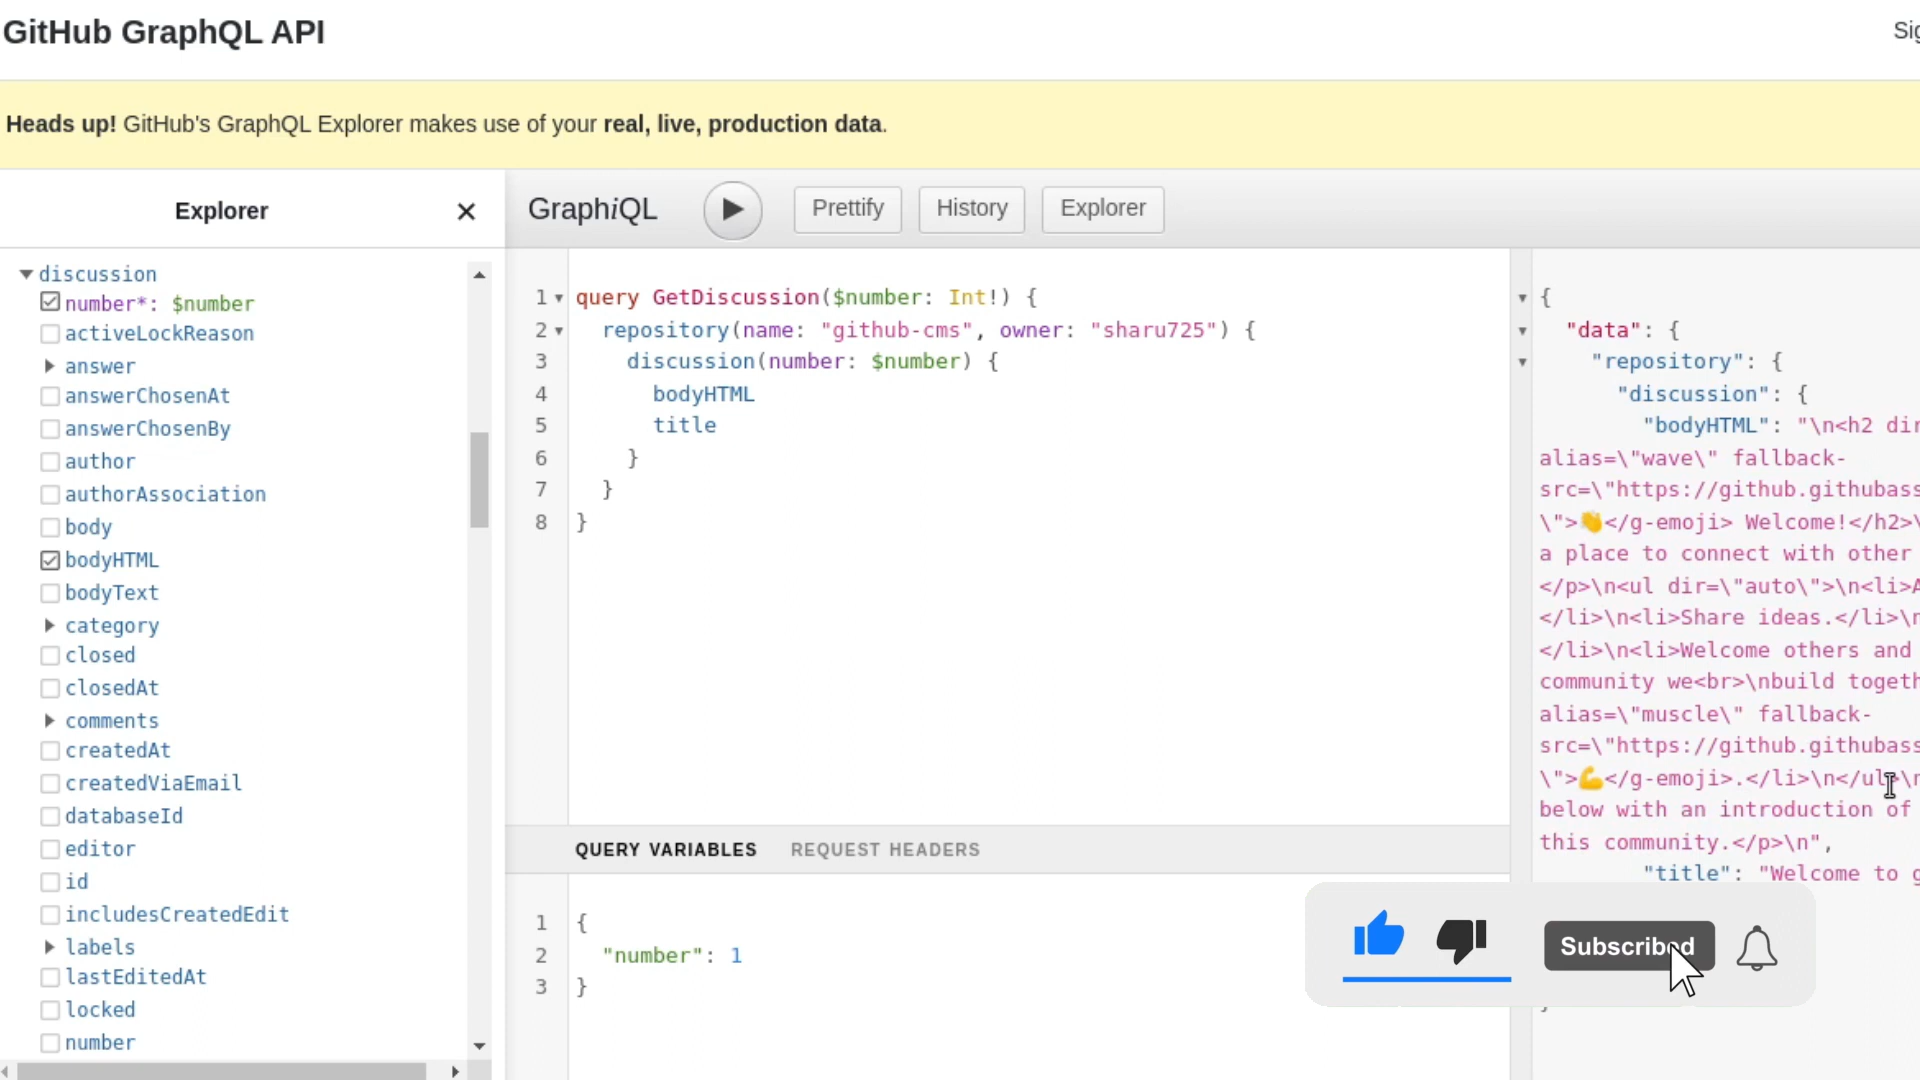 GitHub GraphQL API
Heads up! GitHub's GraphQL Explorer makes use of your real, live, production data.
Explorer
GraphiQL
Prettify
History
Explorer
discussion
number*: $number
activeLockReason
answer
answerChosenAt
answerChosenBy
author
authorAssociation
body
bodyHTML
bodyText
category
closed
closedAt
comments
createdAt
createdViaEmail
databaseId
editor
id
includesCreatedEdit
labels
lastEditedAt
locked
number
1 query GetDiscussion($number: Int!) {
2 repository(name: "github-cms", owner: "sharu725") {
3 discussion(number: $number) {
4 bodyHTML
5 title
6 }
7 }
8 }
QUERY VARIABLES REQUEST HEADERS
1 {
2 "number": 1
3 }
{
"data": {
"repository": {
"discussion": {
"bodyHTML": "\n<h2 dir
alias=\"wave\" fallback-
src=\"https://github.githubass
\">👋</g-emoji> Welcome!</h2>\
a place to connect with other
</p>\n<ul dir=\"auto\">\n<li>A
</li>\n<li>Share ideas.</li>\n
</li>\n<li>Welcome others and
community we<br>\nbuild togeth
alias=\"muscle\" fallback-
src=\"https://github.githubass
\">💪</g-emoji>.</li>\n</ul>\n
below with an introduction of
this community.</p>\n",
"title": "Welcome to g
Subscribed